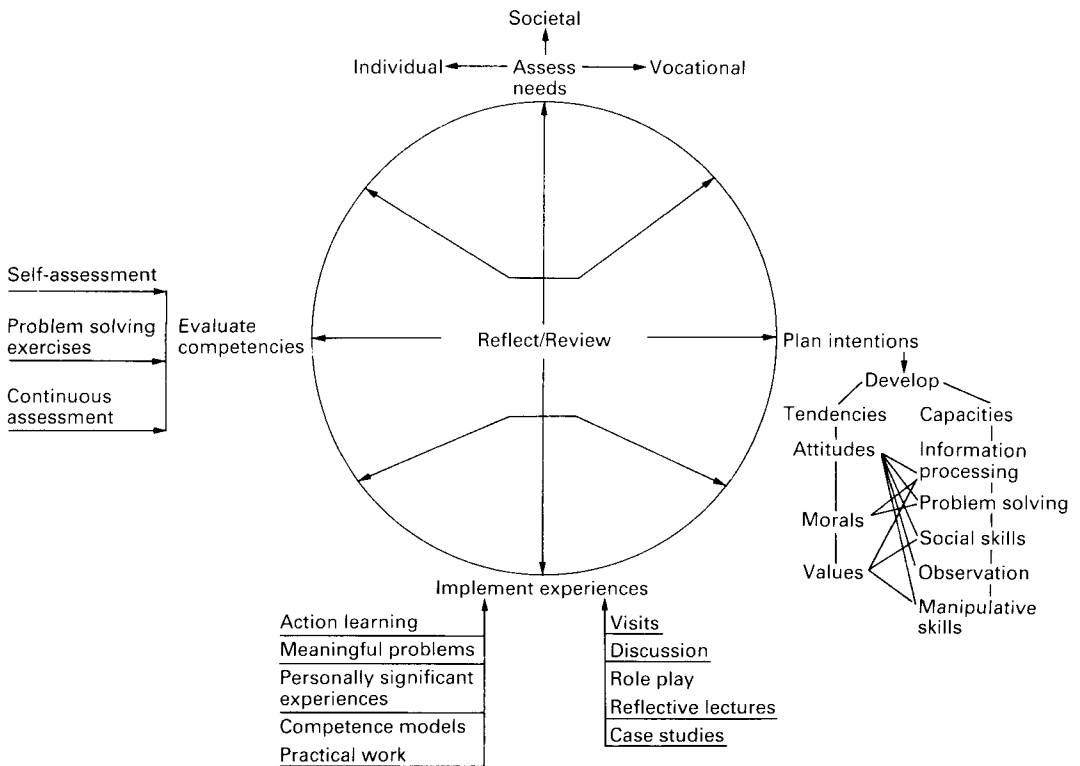 Societal
Individual Assess Vocational
needs
Self-assessment
Problem solving
exercises
Continuous
assessment
Evaluate
competencies
Reflect/Review
Plan intentions
Develop
Tendencies
Attitudes
Morals
Values
Capacities
Information
processing
Problem solving
Social skills
Observation
Manipulative
skills
Implement experiences
Action learning
Meaningful problems
Personally significant
experiences
Competence models
Practical work
Visits
Discussion
Role play
Reflective lectures
Case studies